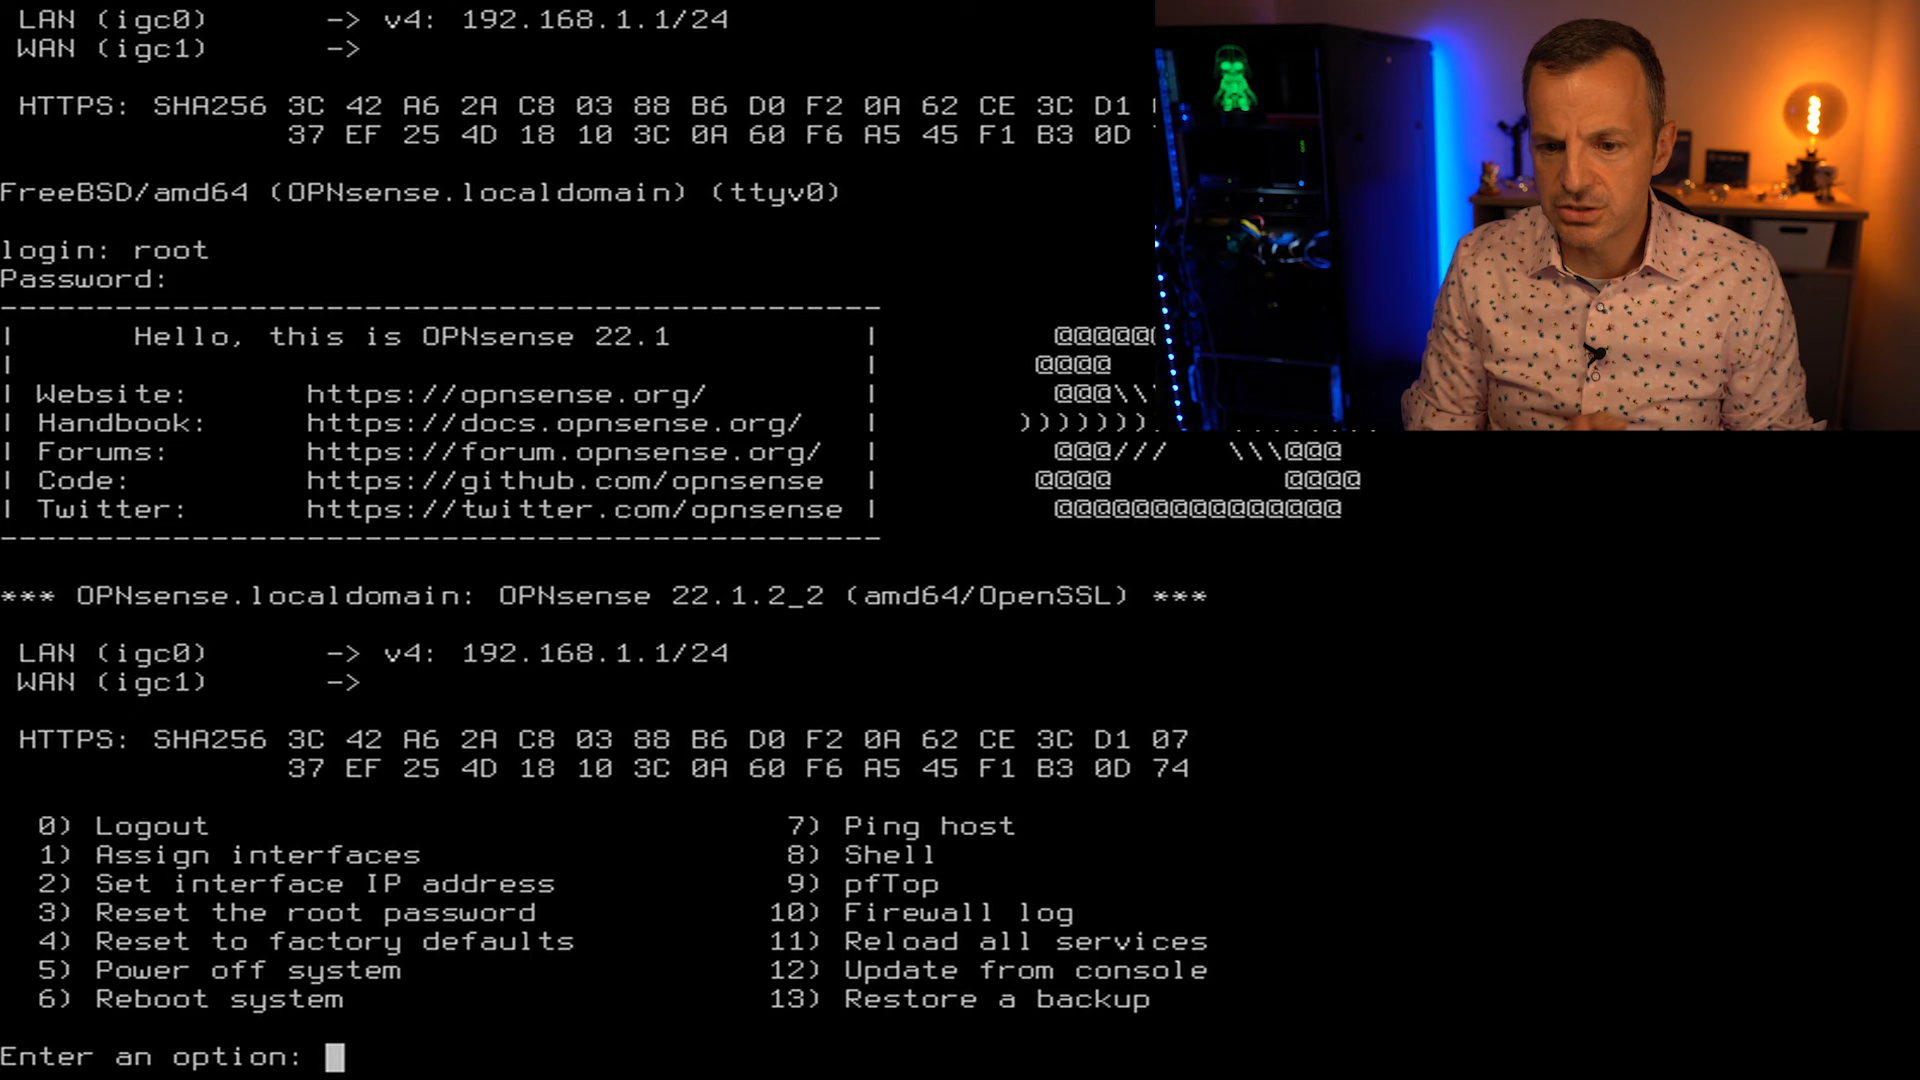 LAN (igc0)      -> v4: 192.168.1.1/24
WAN (igc1)      ->
HTTPS: SHA256 3C 42 A6 2A C8 03 88 B6 D0 F2 0A 62 CE 3C D1
37 EF 25 4D 18 10 3C 0A 60 F6 A5 45 F1 B3 0D
FreeBSD/amd64 (OPNsense.localdomain) (ttyv0)
login: root
Password:
----------------------------------------------
|      Hello, this is OPNsense 22.1          |         @@@@@@
|                                            |        @@@@
| Website:      https://opnsense.org/        |         @@@\\
| Handbook:     https://docs.opnsense.org/   |       )))))))
| Forums:       https://forum.opnsense.org/  |         @@@///   \\\@@@
| Code:         https://github.com/opnsense  |        @@@@         @@@@
| Twitter:      https://twitter.com/opnsense |         @@@@@@@@@@@@@@@
----------------------------------------------
*** OPNsense.localdomain: OPNsense 22.1.2_2 (amd64/OpenSSL) ***
LAN (igc0)      -> v4: 192.168.1.1/24
WAN (igc1)      ->
HTTPS: SHA256 3C 42 A6 2A C8 03 88 B6 D0 F2 0A 62 CE 3C D1 07
37 EF 25 4D 18 10 3C 0A 60 F6 A5 45 F1 B3 0D 74
0) Logout                              7) Ping host
1) Assign interfaces                   8) Shell
2) Set interface IP address            9) pfTop
3) Reset the root password            10) Firewall log
4) Reset to factory defaults          11) Reload all services
5) Power off system                   12) Update from console
6) Reboot system                      13) Restore a backup
Enter an option: